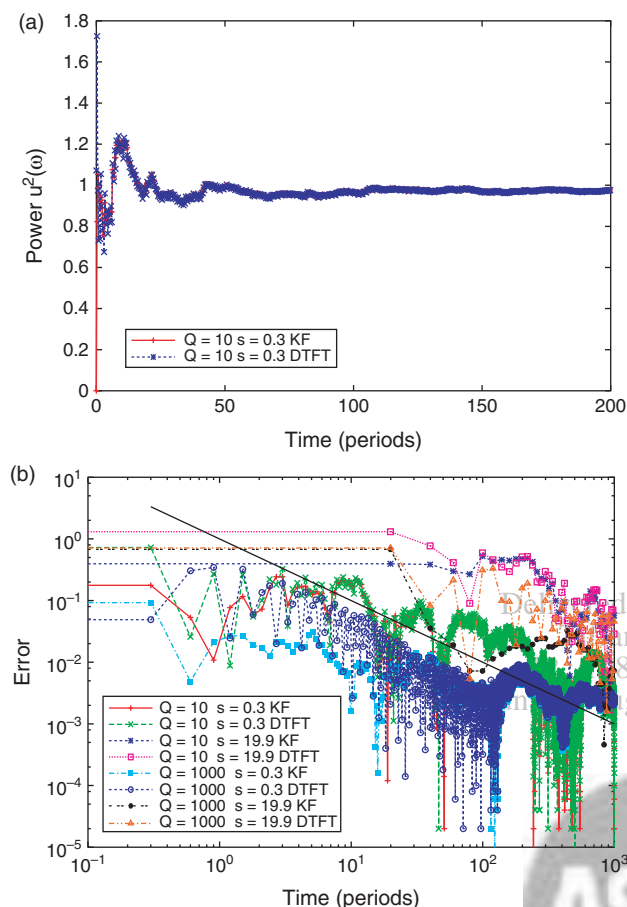 (a)
1.8
1.6
1.4
1.2
1
0.8
0.6
0.4
0.2
0
Power u²(ω)
Q = 10 s = 0.3 KF
Q = 10 s = 0.3 DTFT
0 50 100 150 200
Time (periods)
(b)
10¹
10⁰
10⁻¹
10⁻²
10⁻³
10⁻⁴
10⁻⁵
Error
Q = 10 s = 0.3 KF
Q = 10 s = 0.3 DTFT
Q = 10 s = 19.9 KF
Q = 10 s = 19.9 DTFT
Q = 1000 s = 0.3 KF
Q = 1000 s = 0.3 DTFT
Q = 1000 s = 19.9 KF
Q = 1000 s = 19.9 DTFT
10⁻¹ 10⁰ 10¹ 10² 10³
Time (periods)